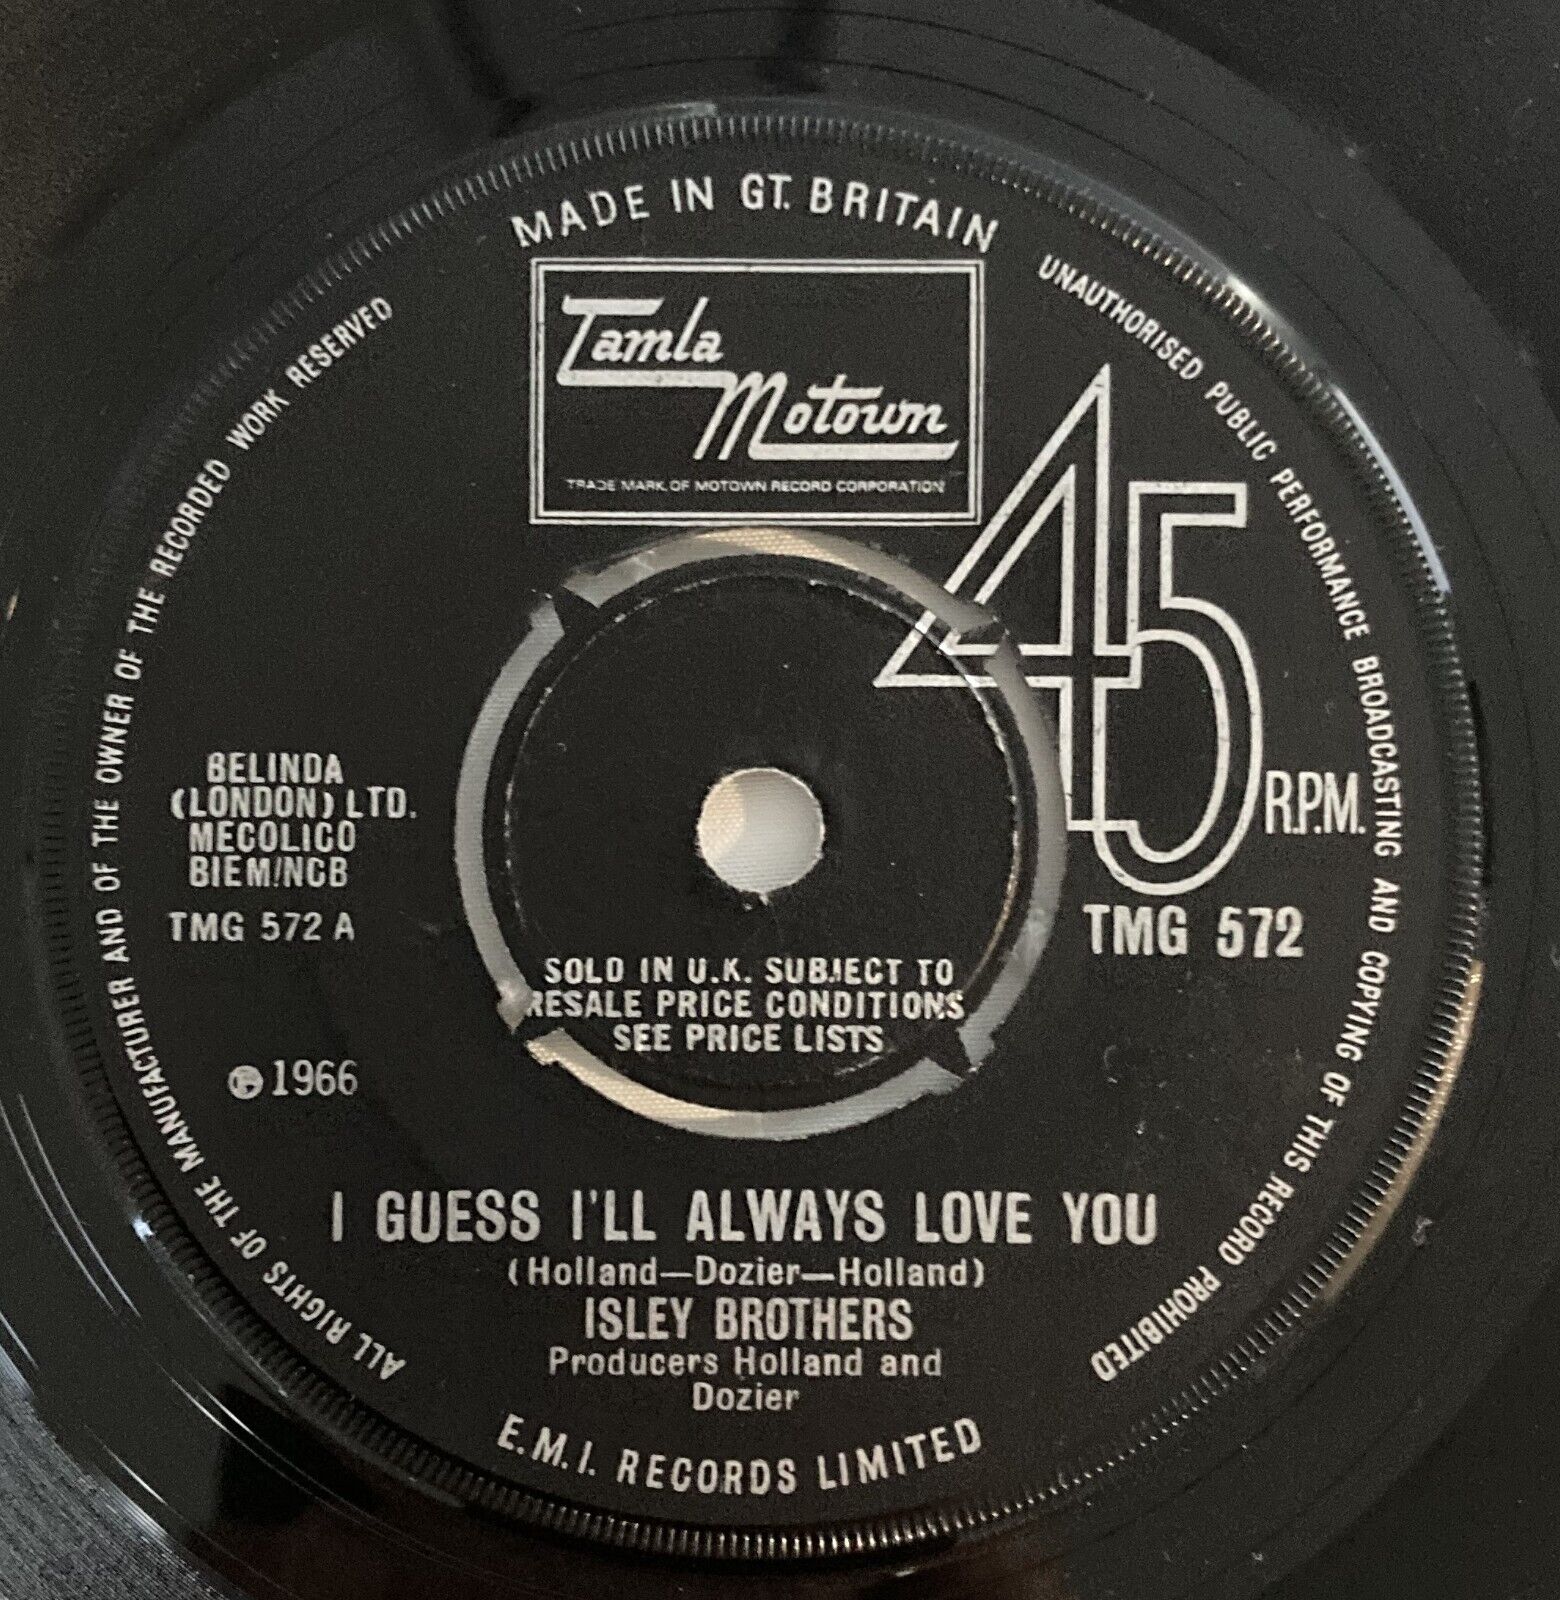 MADE IN GT. BRITAIN
Tamla
Motown
TRADE MARK OF MOTOWN RECORD CORPORATION
45
R.P.M.
TMG 572
BELINDA
(LONDON) LTD.
MECOLICO
BIEM/NCB
TMG 572 A
℗ 1966
SOLD IN U.K. SUBJECT TO
RESALE PRICE CONDITIONS
SEE PRICE LISTS
I GUESS I'LL ALWAYS LOVE YOU
(Holland—Dozier—Holland)
ISLEY BROTHERS
Producers Holland and
Dozier
E.M.I. RECORDS LIMITED
ALL RIGHTS OF THE MANUFACTURER AND OF THE OWNER OF THE RECORDED WORK RESERVED
UNAUTHORISED PUBLIC PERFORMANCE BROADCASTING AND COPYING OF THIS RECORD PROHIBITED